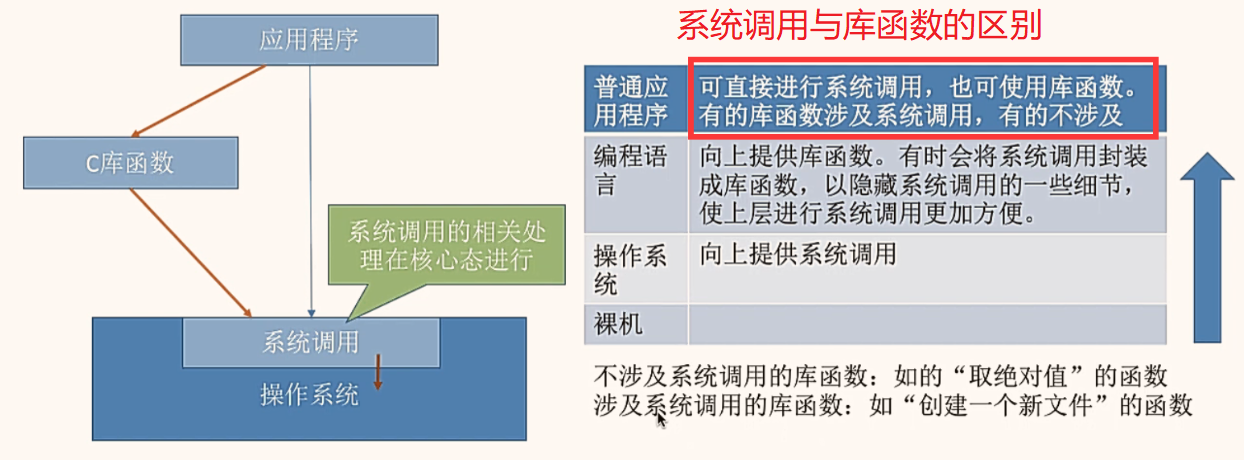 应用程序
C库函数
系统调用的相关处
理在核心态进行
系统调用
操作系统
系统调用与库函数的区别
普通应
用程序
可直接进行系统调用，也可使用库函数。
有的库函数涉及系统调用，有的不涉及
编程语
言
向上提供库函数。有时会将系统调用封装
成库函数，以隐藏系统调用的一些细节，
使上层进行系统调用更加方便。
操作系
统
向上提供系统调用
裸机
不涉及系统调用的库函数：如的“取绝对值”的函数
涉及系统调用的库函数：如“创建一个新文件”的函数